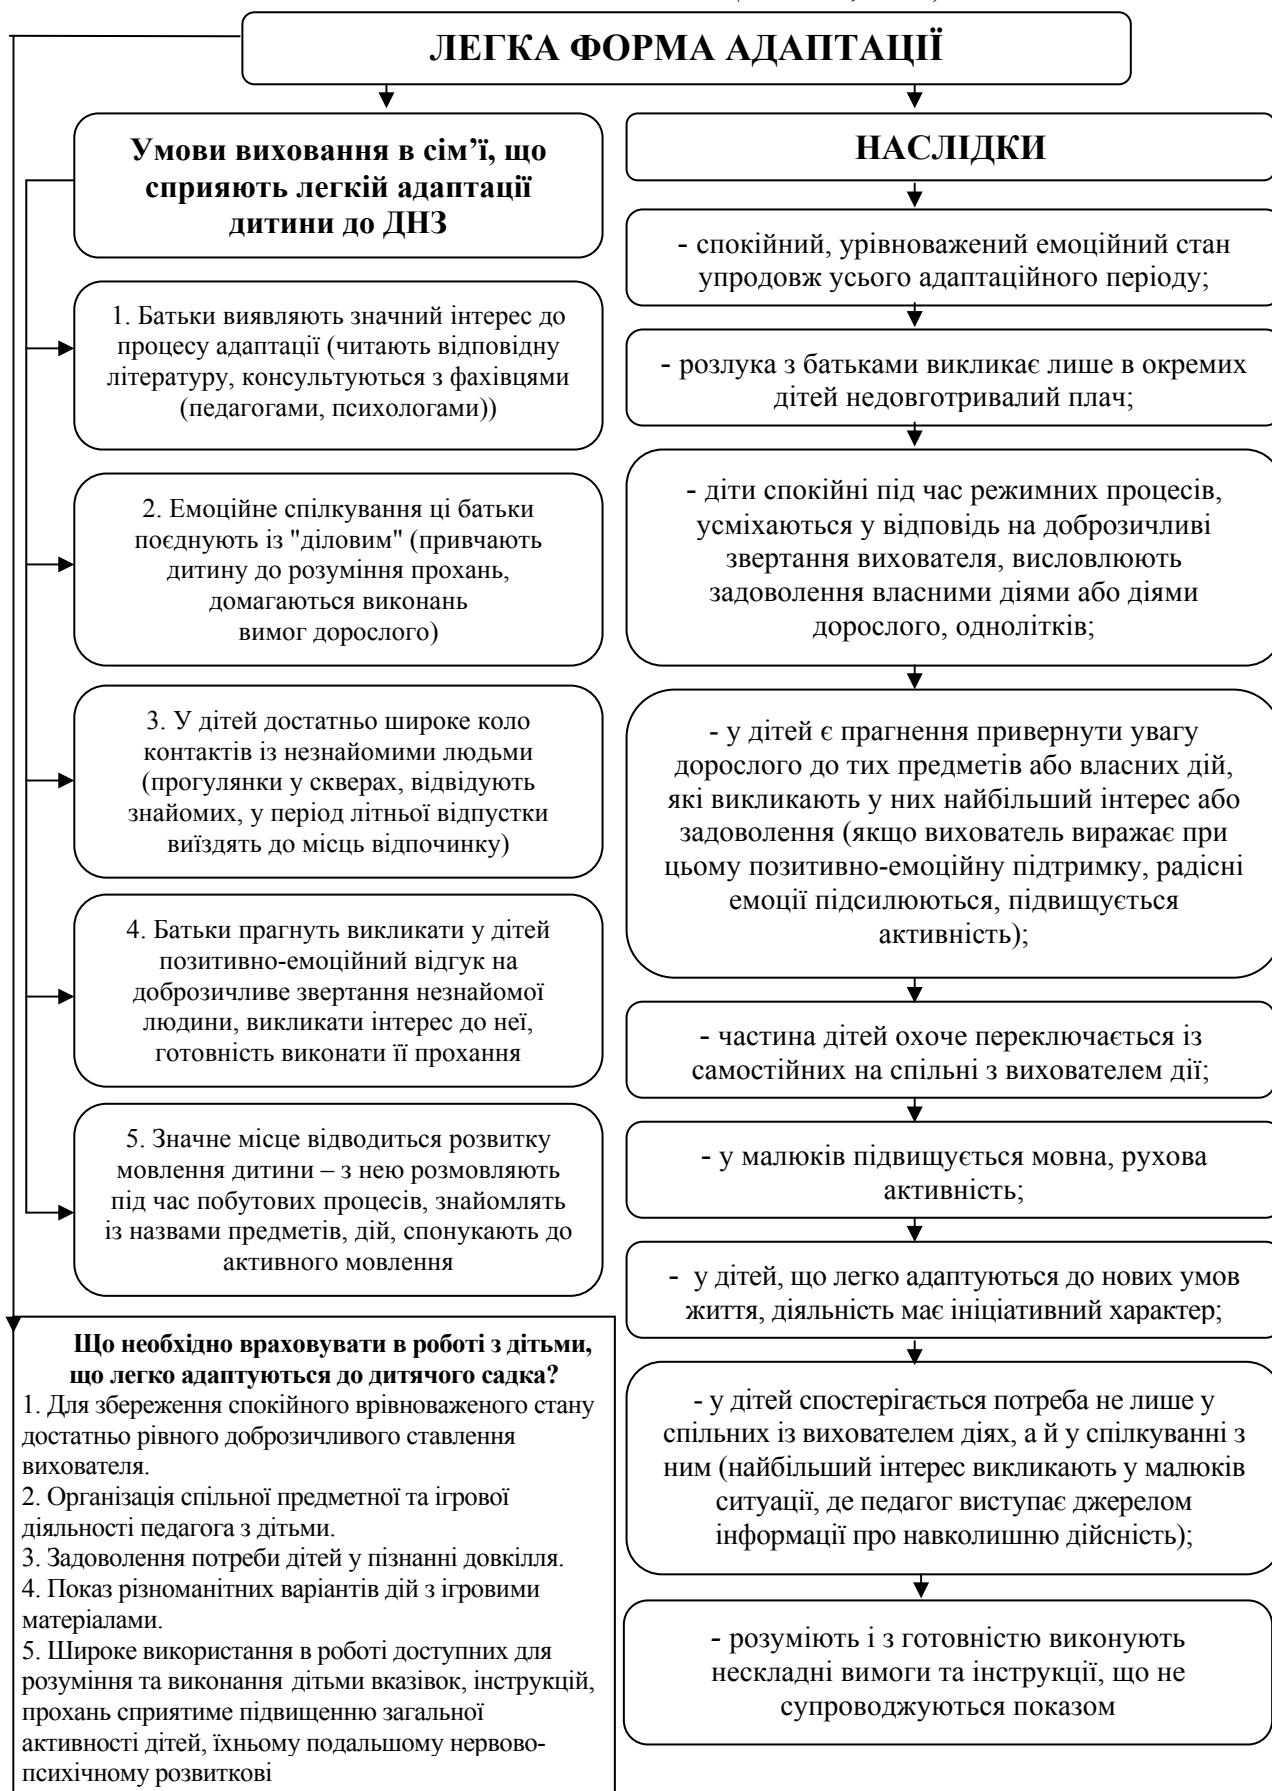 ЛЕГКА ФОРМА АДАПТАЦІЇ
Умови виховання в сім’ї, що
сприяють легкій адаптації
дитини до ДНЗ
1. Батьки виявляють значний інтерес до
процесу адаптації (читають відповідну
літературу, консультуються з фахівцями
(педагогами, психологами))
2. Емоційне спілкування ці батьки
поєднують із "діловим" (привчають
дитину до розуміння прохань,
домагаються виконань
вимог дорослого)
3. У дітей достатньо широке коло
контактів із незнайомими людьми
(прогулянки у скверах, відвідують
знайомих, у період літньої відпустки
виїздять до місць відпочинку)
4. Батьки прагнуть викликати у дітей
позитивно-емоційний відгук на
доброзичливе звертання незнайомої
людини, викликати інтерес до неї,
готовність виконати її прохання
5. Значне місце відводиться розвитку
мовлення дитини – з нею розмовляють
під час побутових процесів, знайомлять
із назвами предметів, дій, спонукають до
активного мовлення
Що необхідно враховувати в роботі з дітьми,
що легко адаптуються до дитячого садка?
1. Для збереження спокійного врівноваженого стану
достатньо рівного доброзичливого ставлення
вихователя.
2. Організація спільної предметної та ігрової
діяльності педагога з дітьми.
3. Задоволення потреби дітей у пізнанні довкілля.
4. Показ різноманітних варіантів дій з ігровими
матеріалами.
5. Широке використання в роботі доступних для
розуміння та виконання дітьми вказівок, інструкцій,
прохань сприятиме підвищенню загальної
активності дітей, їхньому подальшому нервово-
психічному розвиткові
НАСЛІДКИ
- спокійний, урівноважений емоційний стан
упродовж усього адаптаційного періоду;
- розлука з батьками викликає лише в окремих
дітей недовготривалий плач;
- діти спокійні під час режимних процесів,
усміхаються у відповідь на доброзичливі
звертання вихователя, висловлюють
задоволення власними діями або діями
дорослого, однолітків;
- у дітей є прагнення привернути увагу
дорослого до тих предметів або власних дій,
які викликають у них найбільший інтерес або
задоволення (якщо вихователь виражає при
цьому позитивно-емоційну підтримку, радісні
емоції підсилюються, підвищується
активність);
- частина дітей охоче переключається із
самостійних на спільні з вихователем дії;
- у малюків підвищується мовна, рухова
активність;
- у дітей, що легко адаптуються до нових умов
життя, діяльність має ініціативний характер;
- у дітей спостерігається потреба не лише у
спільних із вихователем діях, а й у спілкуванні з
ним (найбільший інтерес викликають у малюків
ситуації, де педагог виступає джерелом
інформації про навколишню дійсність);
- розуміють і з готовністю виконують
нескладні вимоги та інструкції, що не
супроводжуються показом